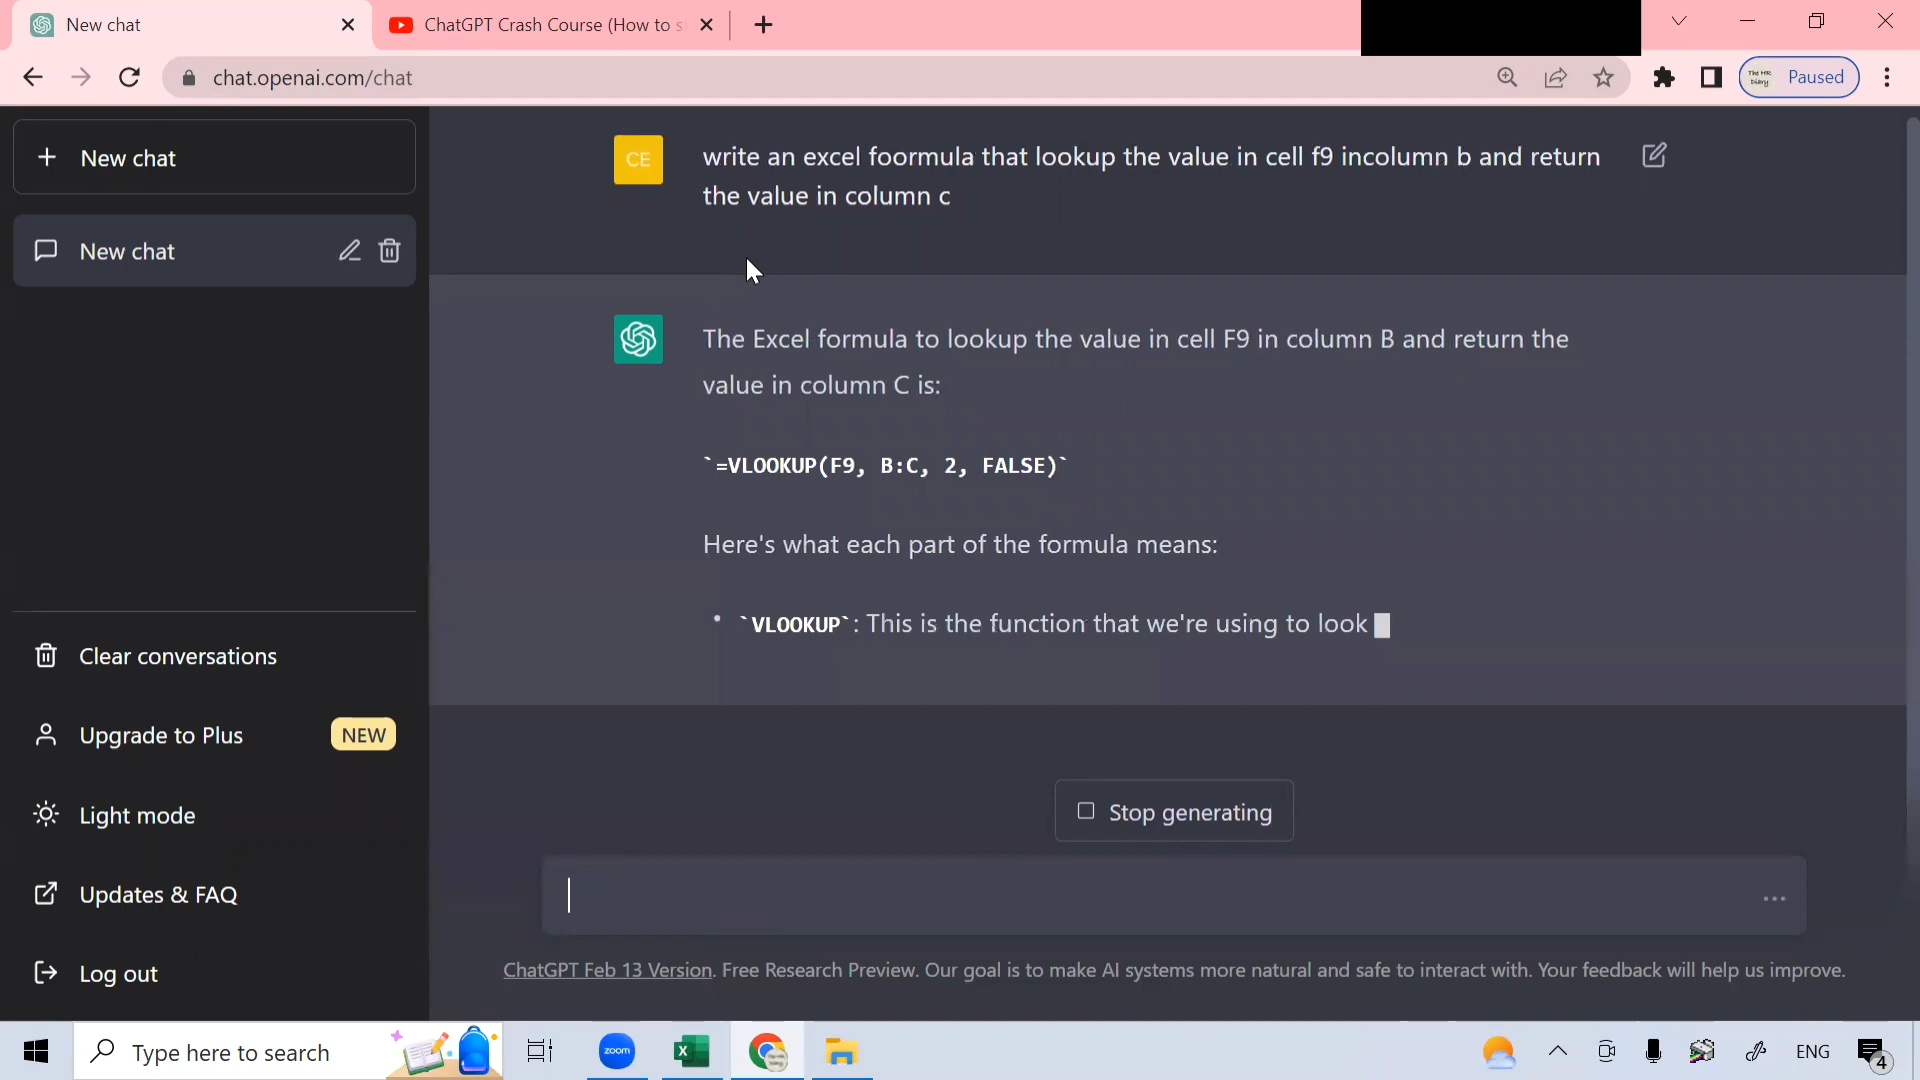 New chat
ChatGPT Crash Course (How to s
chat.openai.com/chat
The HR
Diary
Paused
New chat
New chat
Clear conversations
Upgrade to Plus
NEW
Light mode
Updates & FAQ
Log out
CE
write an excel foormula that lookup the value in cell f9 incolumn b and return
the value in column c
The Excel formula to lookup the value in cell F9 in column B and return the
value in column C is:
`=VLOOKUP(F9, B:C, 2, FALSE)`
Here's what each part of the formula means:
• `VLOOKUP`: This is the function that we're using to look
Stop generating
ChatGPT Feb 13 Version. Free Research Preview. Our goal is to make AI systems more natural and safe to interact with. Your feedback will help us improve.
Type here to search
zoom
X
ENG
4